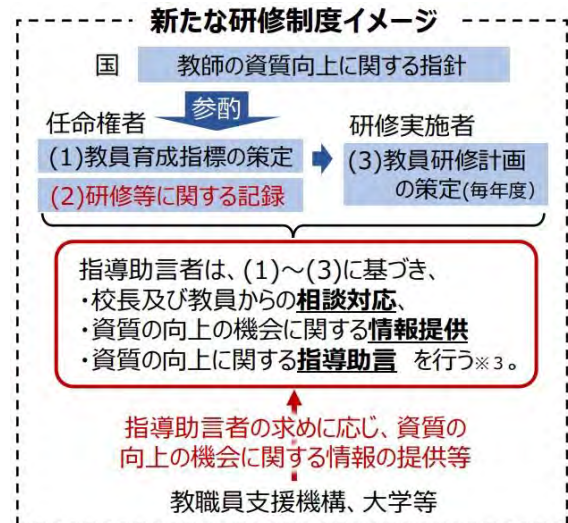 新たな研修制度イメージ
国 教師の資質向上に関する指針
参酌
任命権者
(1)教員育成指標の策定
(2)研修等に関する記録
研修実施者
(3)教員研修計画
の策定(毎年度)
指導助言者は、(1)～(3)に基づき、
・校長及び教員からの相談対応、
・資質の向上の機会に関する情報提供
・資質の向上に関する指導助言 を行う※3。
指導助言者の求めに応じ、資質の
向上の機会に関する情報の提供等
教職員支援機構、大学等